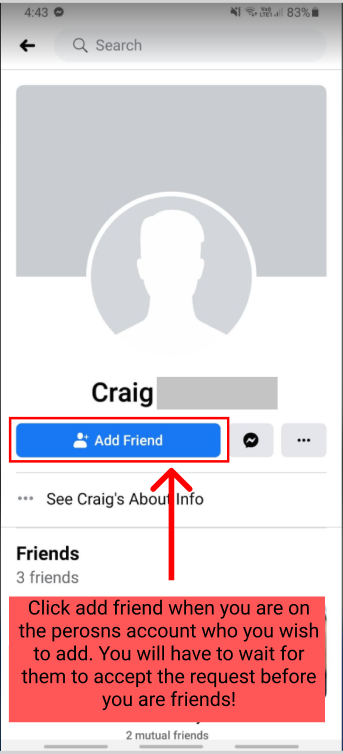 4:43 83%
Search
Craig
Add Friend
See Craig's About Info
Friends
3 friends
Click add friend when you are on
the perosns account who you wish
to add. You will have to wait for
them to accept the request before
you are friends!
2 mutual friends